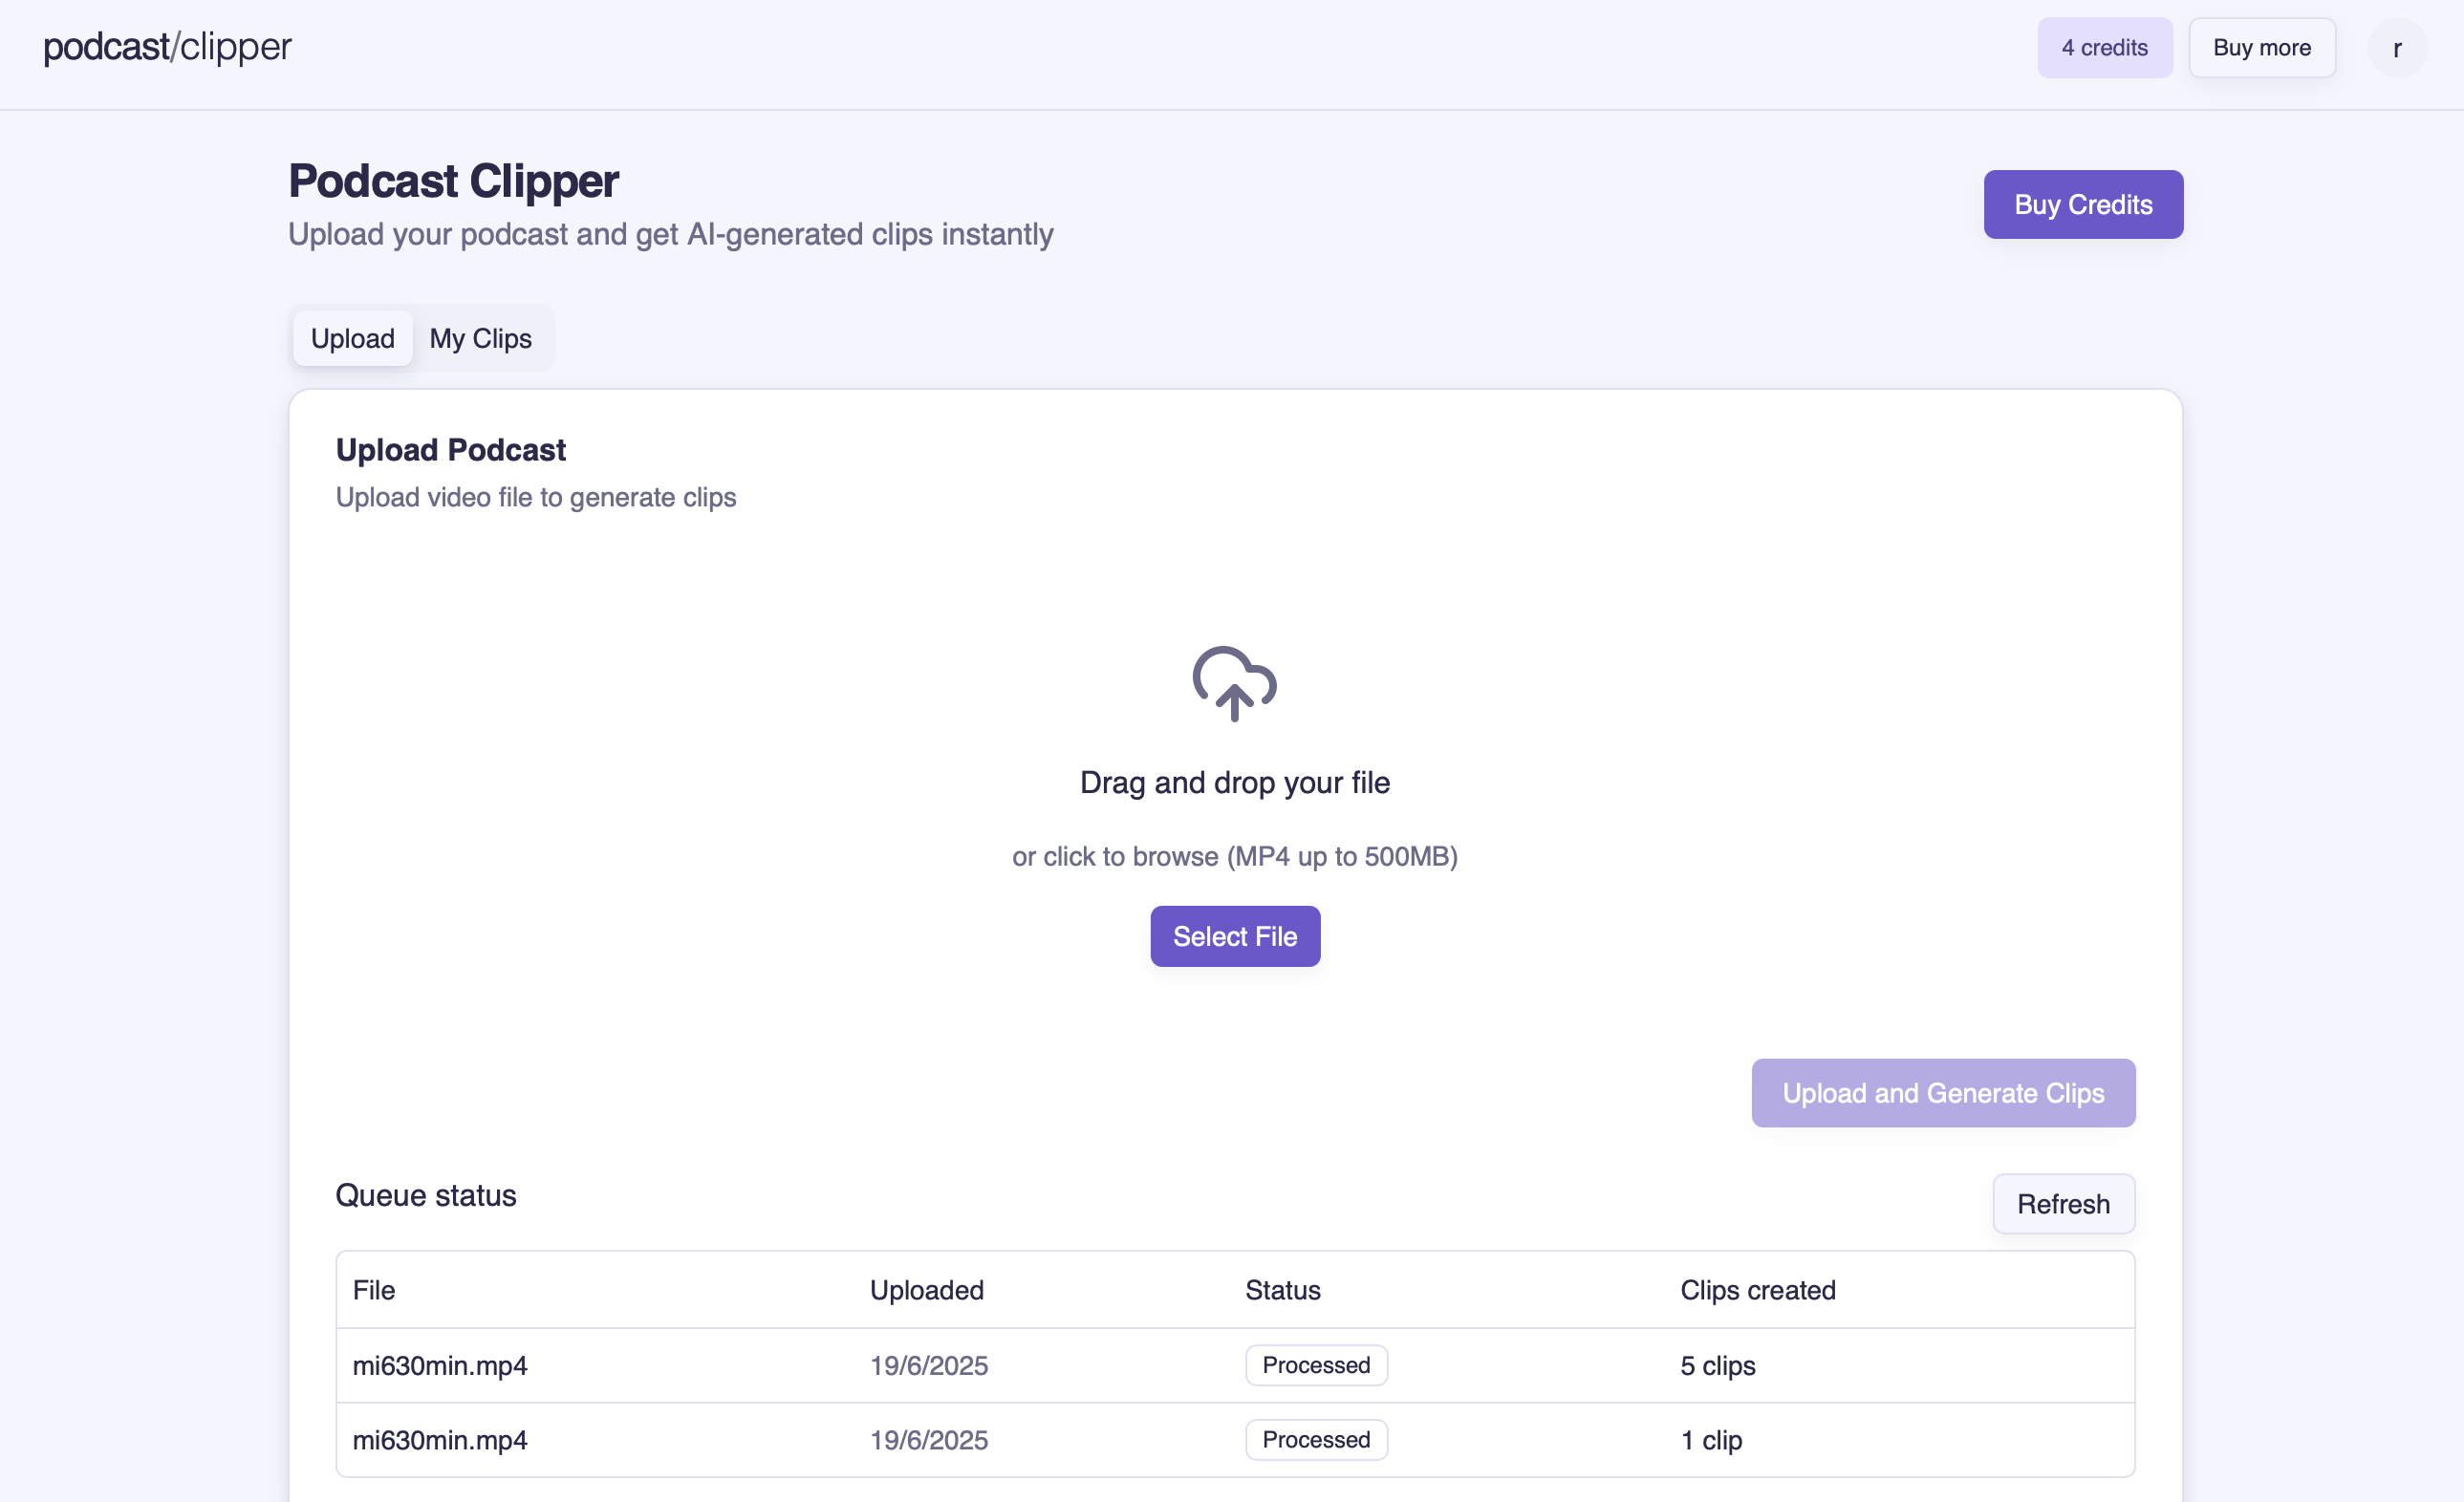 podcast/clipper
4 credits
Buy more
r
Podcast Clipper
Upload your podcast and get AI-generated clips instantly
Buy Credits
Upload
My Clips
Upload Podcast
Upload video file to generate clips
Drag and drop your file
or click to browse (MP4 up to 500MB)
Select File
Upload and Generate Clips
Queue status
Refresh
File Uploaded Status Clips created
mi630min.mp4 19/6/2025 Processed 5 clips
mi630min.mp4 19/6/2025 Processed 1 clip